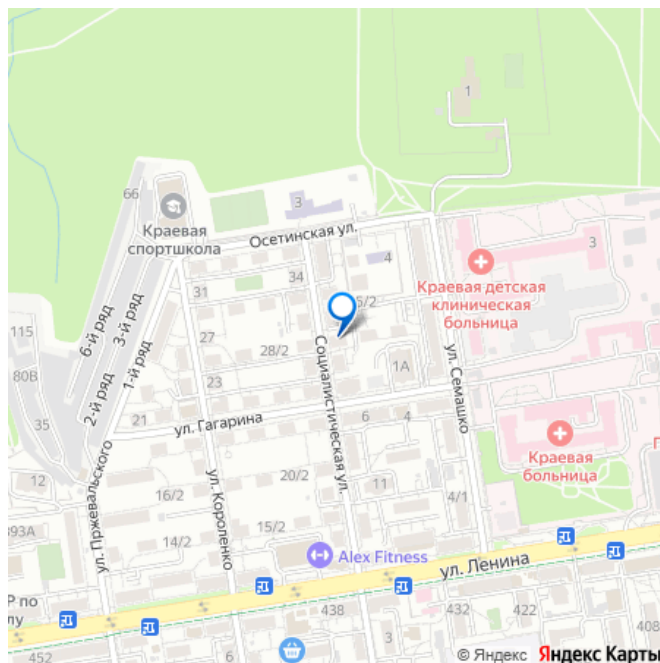 1
66
Краевая
спортшкола
3
Осетинская ул.
4
3
Краевая детская
клиническая
больница
34
31
6-й ряд
3-й ряд
115
27
Социалистическая ул.
1-й ряд
80В
28/2
1А
ул. Семашко
2-й ряд
23
35
21
ул. Гагарина
6
4
Краевая
больница
ул. Пржевальского
ул. Короленко
12
16/2
20/2
11
4/1
15/2
14/2
Alex Fitness
ул. Ленина
Р по
лу
438
432
422
408
452
6
3
© Яндекс Яндекс Карты